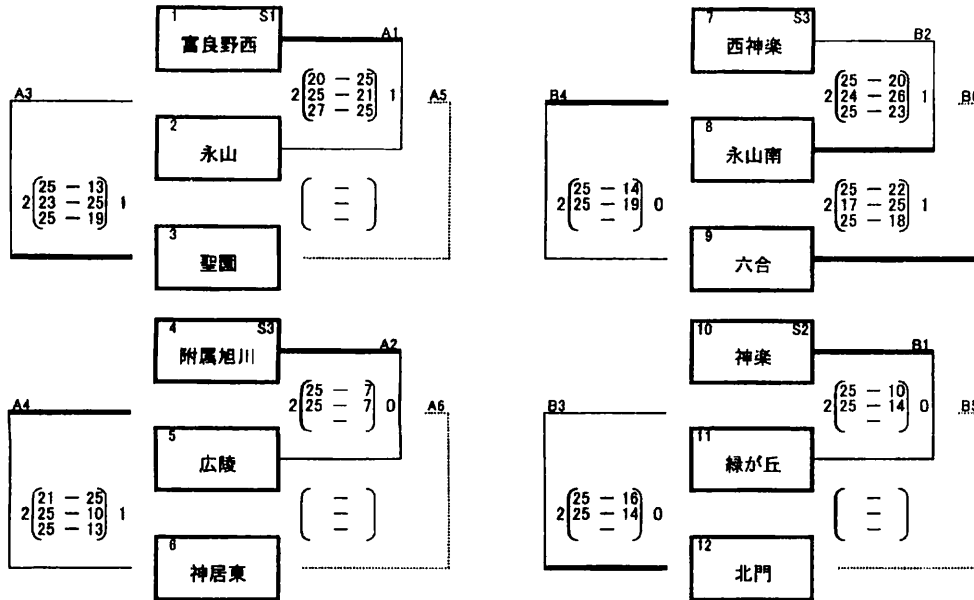 1 S1
富良野西
A1
A3
2 (20 － 25
25 － 21
27 － 25) 1
A5
2
永山
2 (25 － 13
23 － 25
25 － 19) 1
( －
－
－ )
3
聖園
4 S3
附属旭川
A2
A4
2 (25 － 7
25 － 7
－ ) 0
A6
5
広陵
2 (21 － 25
25 － 10
25 － 13) 1
( －
－
－ )
6
神居東
7 S3
西神楽
B2
B4
2 (25 － 20
24 － 26
25 － 23) 1
8
永山南
2 (25 － 14
25 － 19
－ ) 0
2 (25 － 22
17 － 25
25 － 18) 1
9
六合
10 S2
神楽
B1
B3
2 (25 － 10
25 － 14
－ ) 0
B5
11
緑が丘
2 (25 － 16
25 － 14
－ ) 0
( －
－
－ )
12
北門